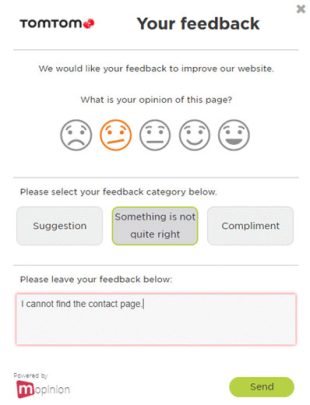 TOMTOM Your feedback
We would like your feedback to improve our website.
What is your opinion of this page?
Please select your feedback category below.
Suggestion
Something is not
quite right
Compliment
Please leave your feedback below:
I cannot find the contact page.
Powered by
mopinion
Send